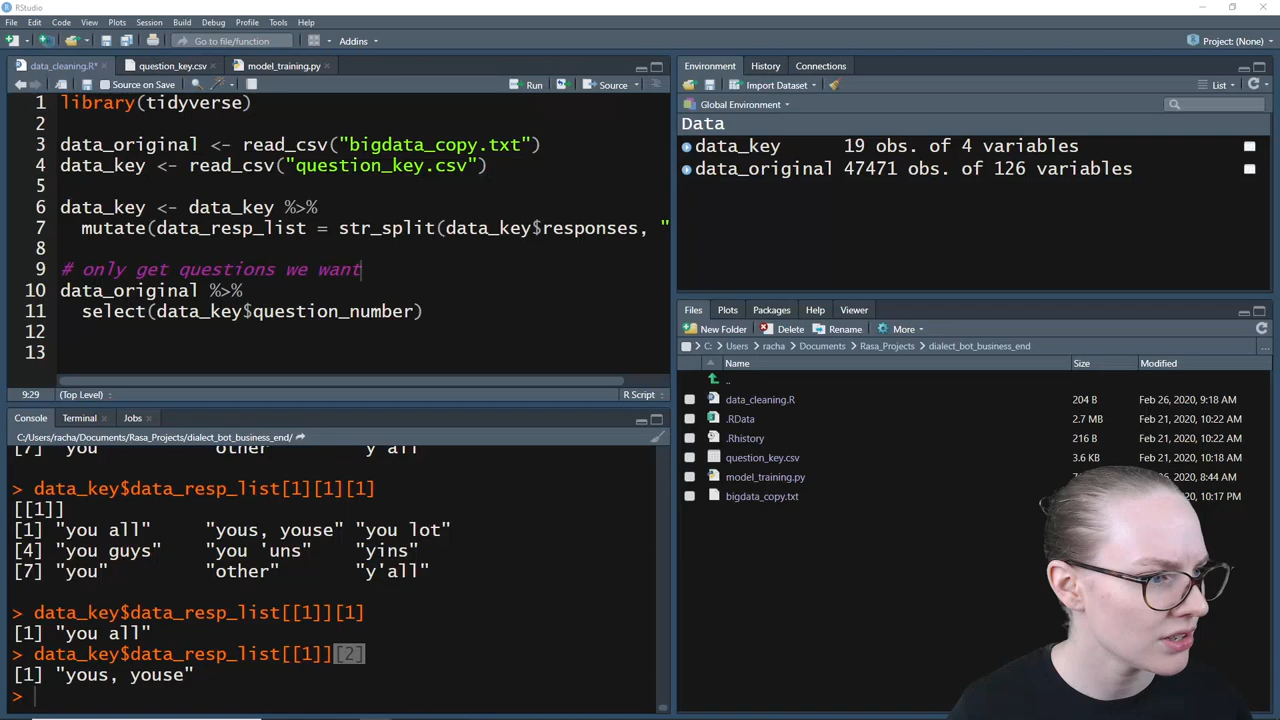 RStudio
File Edit Code View Plots Session Build Debug Profile Tools Help
Go to file/function Addins Project: (None)
data_cleaning.R* question_key.csv model_training.py
Source on Save Run Source
1 library(tidyverse)
2
3 data_original <- read_csv("bigdata_copy.txt")
4 data_key <- read_csv("question_key.csv")
5
6 data_key <- data_key %>%
7 mutate(data_resp_list = str_split(data_key$responses, "
8
9 # only get questions we want
10 data_original %>%
11 select(data_key$question_number)
12
13
9:29 (Top Level) R Script
Console Terminal Jobs
C:/Users/racha/Documents/Rasa_Projects/dialect_bot_business_end/
[7] "you" "other" "y'all"
> data_key$data_resp_list[1][1][1]
[[1]]
[1] "you all" "yous, youse" "you lot"
[4] "you guys" "you 'uns" "yins"
[7] "you" "other" "y'all"
> data_key$data_resp_list[[1]][1]
[1] "you all"
> data_key$data_resp_list[[1]][2]
[1] "yous, youse"
>
Environment History Connections
Import Dataset List
Global Environment
Data
data_key 19 obs. of 4 variables
data_original 47471 obs. of 126 variables
Files Plots Packages Help Viewer
New Folder Delete Rename More
C: Users racha Documents Rasa_Projects dialect_bot_business_end ...
Name Size Modified
..
data_cleaning.R 204 B Feb 26, 2020, 9:18 AM
.RData 2.7 MB Feb 21, 2020, 10:22 AM
.Rhistory 216 B Feb 21, 2020, 10:22 AM
question_key.csv 3.6 KB Feb 21, 2020, 10:18 AM
model_training.py 2020, 8:44 AM
bigdata_copy.txt 2020, 10:17 PM